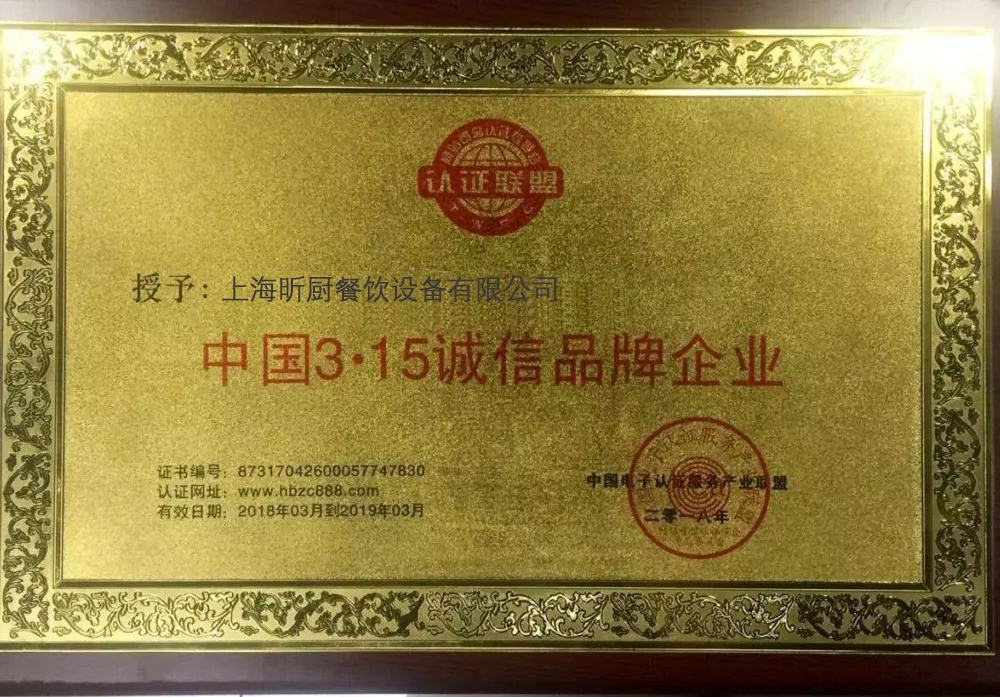 认证联盟
授予：上海昕厨餐饮设备有限公司
中国3·15诚信品牌企业
证书编号：87317042600057747830
认证网址：www.hbzc888.com
有效日期：2018年03月到2019年03月
中国电子认证服务产业联盟
二零一八年